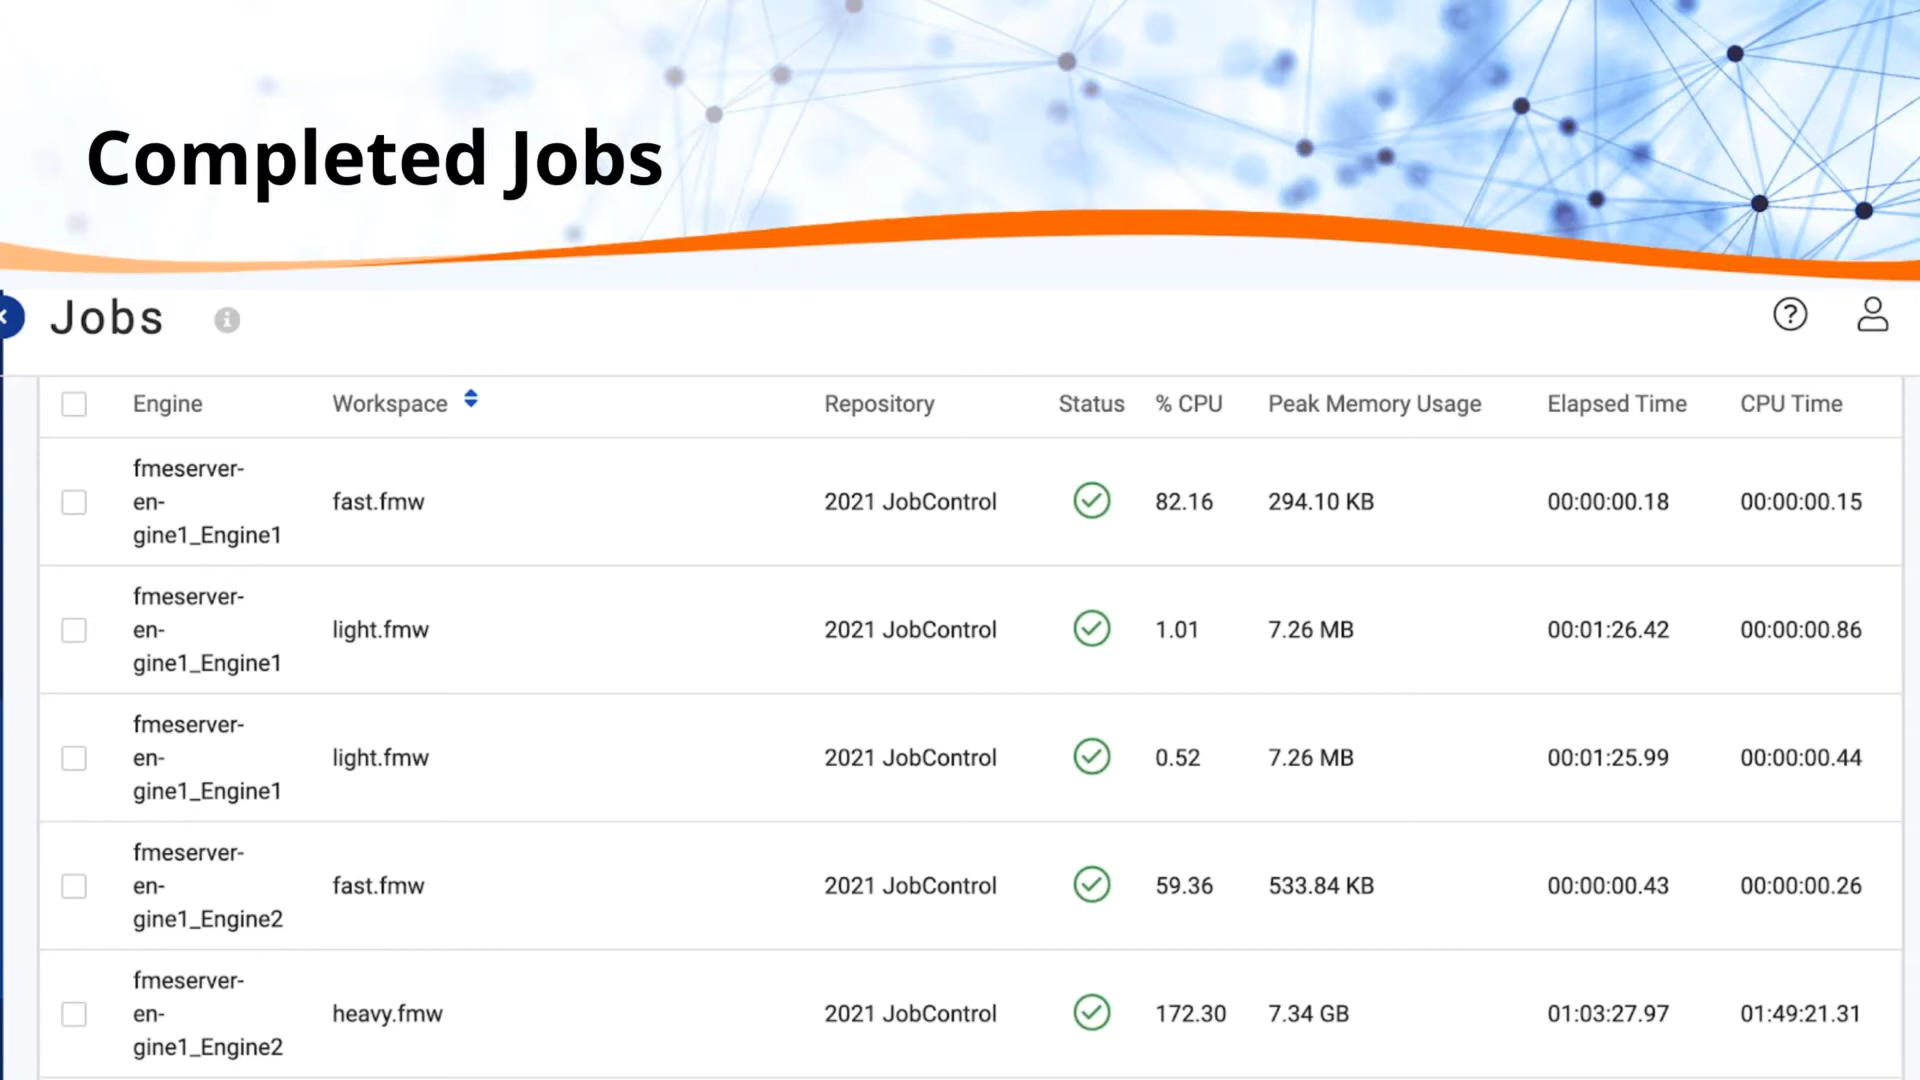 Completed Jobs
Jobs
Engine Workspace Repository Status % CPU Peak Memory Usage Elapsed Time CPU Time
fmeserver-
en-
gine1_Engine1
fast.fmw 2021 JobControl 82.16 294.10 KB 00:00:00.18 00:00:00.15
fmeserver-
en-
gine1_Engine1
light.fmw 2021 JobControl 1.01 7.26 MB 00:01:26.42 00:00:00.86
fmeserver-
en-
gine1_Engine1
light.fmw 2021 JobControl 0.52 7.26 MB 00:01:25.99 00:00:00.44
fmeserver-
en-
gine1_Engine2
fast.fmw 2021 JobControl 59.36 533.84 KB 00:00:00.43 00:00:00.26
fmeserver-
en-
gine1_Engine2
heavy.fmw 2021 JobControl 172.30 7.34 GB 01:03:27.97 01:49:21.31